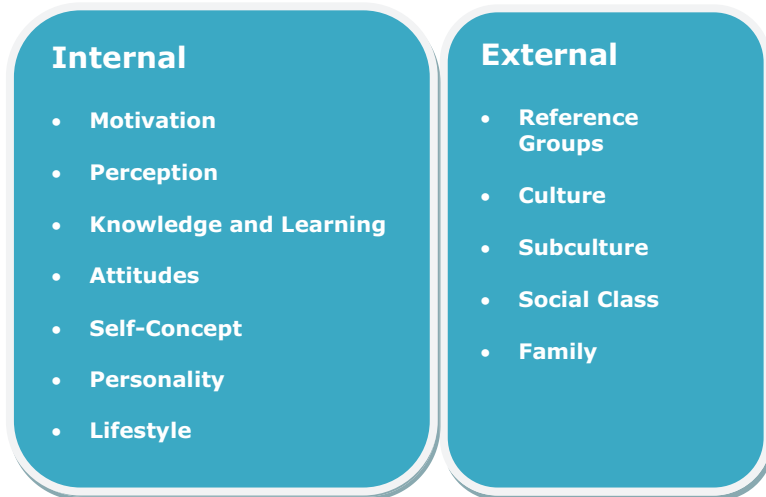 Internal
• Motivation
• Perception
• Knowledge and Learning
• Attitudes
• Self-Concept
• Personality
• Lifestyle
External
• Reference
Groups
• Culture
• Subculture
• Social Class
• Family